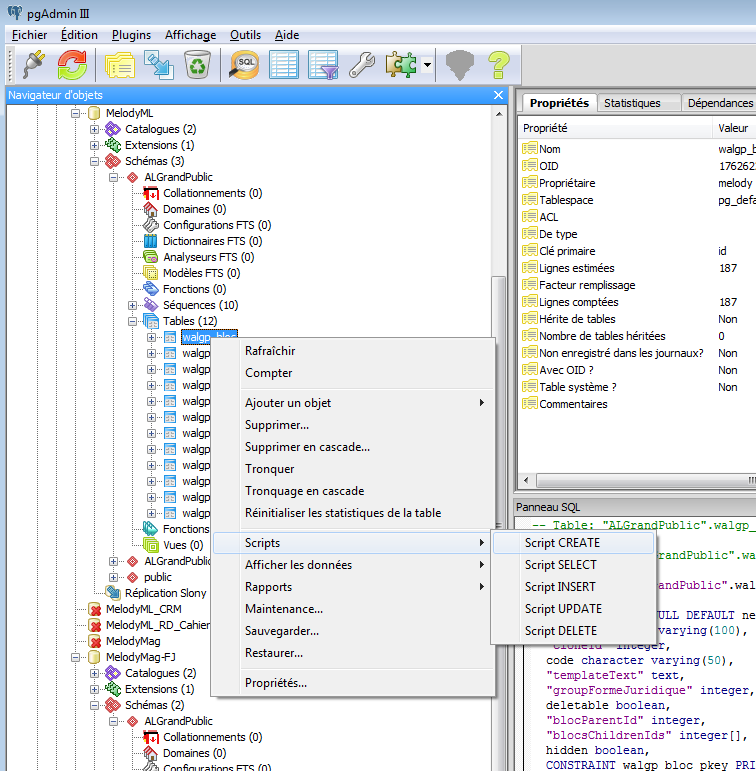 pgAdmin III
Fichier Édition Plugins Affichage Outils Aide
SQL
Navigateur d'objets
MelodyML
Catalogues (2)
Extensions (1)
Schémas (3)
ALGrandPublic
Collationnements (0)
Domaines (0)
Configurations FTS (0)
Dictionnaires FTS (0)
Analyseurs FTS (0)
Modèles FTS (0)
Fonctions (0)
Séquences (10)
Tables (12)
walgp_bloc
walgp
walgp
walgp
walgp
walgp
walgp
walgp
walgp
walgp
walgp
walgp
Fonctions
Vues (0)
ALGrandPublic
public
Réplication Slony
MelodyML_CRM
MelodyML_RD_Cahier
MelodyMag
MelodyMag-FJ
Catalogues (2)
Extensions (1)
Schémas (2)
ALGrandPublic
Collationnements (0)
Domaines (0)
Configurations FTS (0)
Rafraîchir
Compter
Ajouter un objet
Supprimer...
Supprimer en cascade...
Tronquer
Tronquage en cascade
Réinitialiser les statistiques de la table
Scripts
Afficher les données
Rapports
Maintenance...
Sauvegarder...
Restaurer...
Propriétés...
Script CREATE
Script SELECT
Script INSERT
Script UPDATE
Script DELETE
Propriétés Statistiques Dépendances
Propriété Valeur
Nom walgp_b
OID 176262
Propriétaire melody
Tablespace pg_defa
ACL
De type
Clé primaire id
Lignes estimées 187
Facteur remplissage
Lignes comptées 187
Hérite de tables Non
Nombre de tables héritées 0
Non enregistré dans les journaux? Non
Avec OID ? Non
Table système ? Non
Commentaires
Panneau SQL
-- Table: "ALGrandPublic".walgp_
GrandPublic".wa
GrandPublic".wal
ULL DEFAULT ne
varying(100),
integer,
code character varying(50),
"templateText" text,
"groupFormeJuridique" integer,
deletable boolean,
"blocParentId" integer,
"blocsChildrenIds" integer[],
hidden boolean,
CONSTRAINT walgp_bloc_pkey PRI